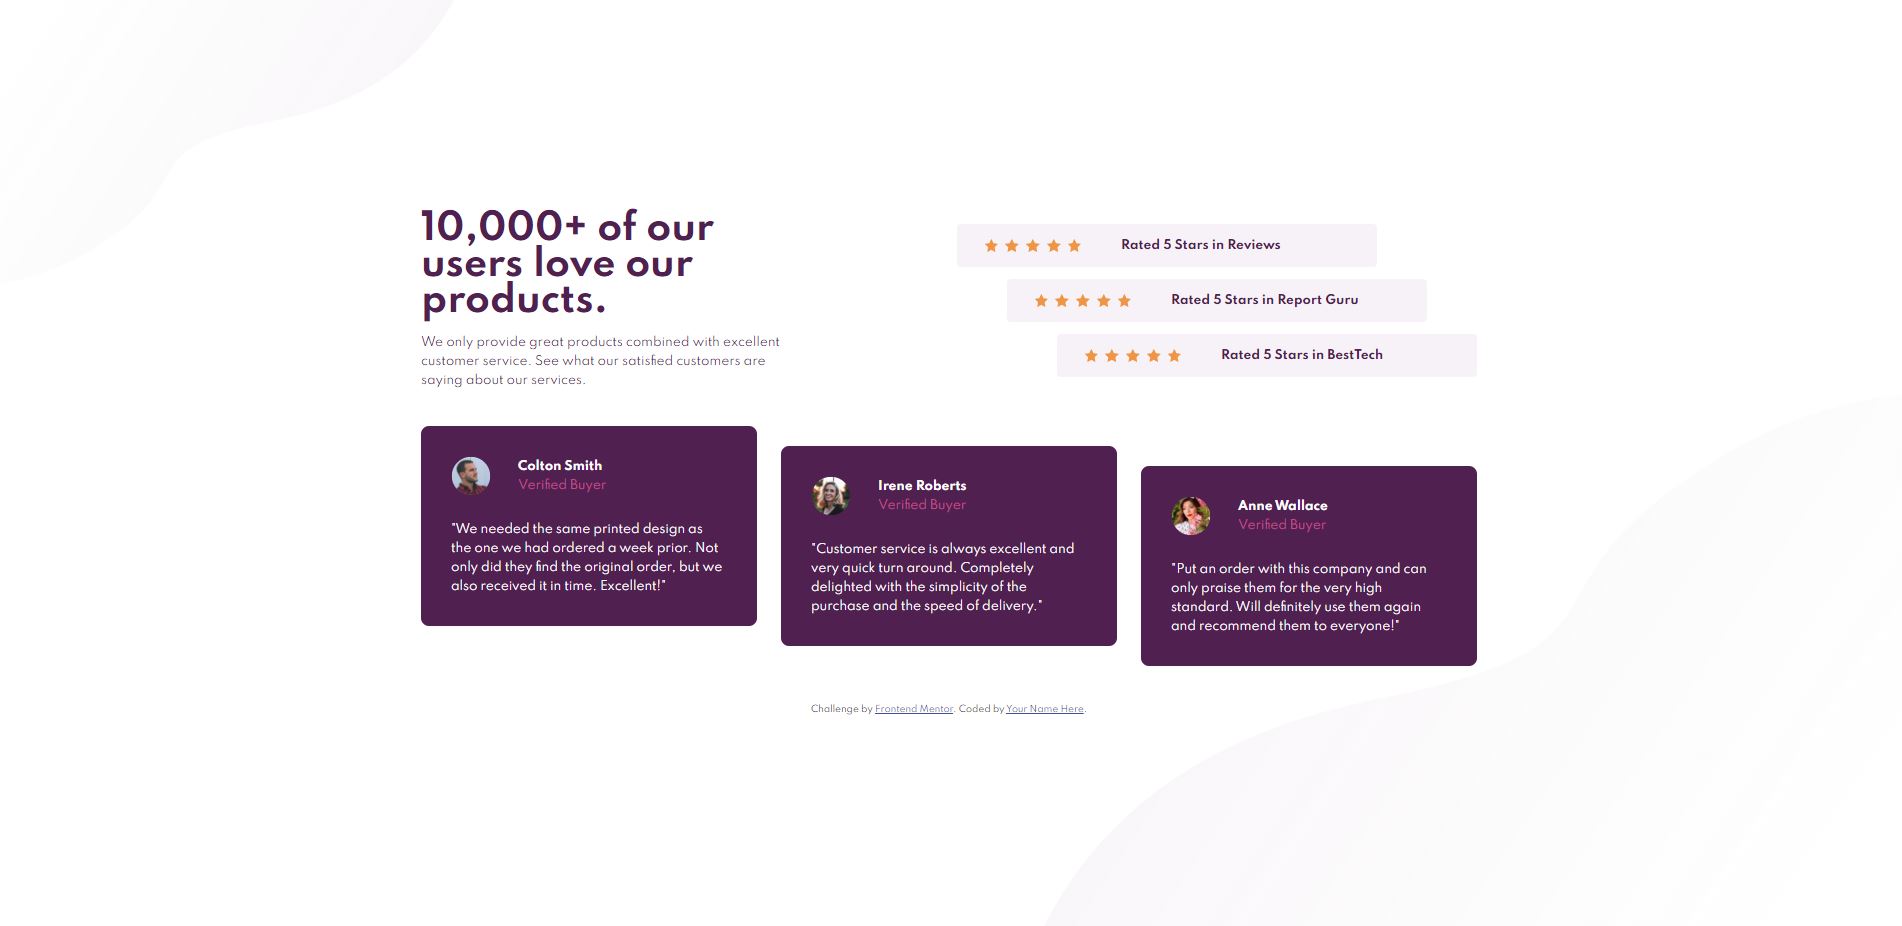 10,000+ of our
users love our
products.
We only provide great products combined with excellent
customer service. See what our satisfied customers are
saying about our services.
Rated 5 Stars in Reviews
Rated 5 Stars in Report Guru
Rated 5 Stars in BestTech
Colton Smith
Verified Buyer
"We needed the same printed design as
the one we had ordered a week prior. Not
only did they find the original order, but we
also received it in time. Excellent!"
Irene Roberts
Verified Buyer
"Customer service is always excellent and
very quick turn around. Completely
delighted with the simplicity of the
purchase and the speed of delivery."
Anne Wallace
Verified Buyer
"Put an order with this company and can
only praise them for the very high
standard. Will definitely use them again
and recommend them to everyone!"
Challenge by Frontend Mentor. Coded by Your Name Here.